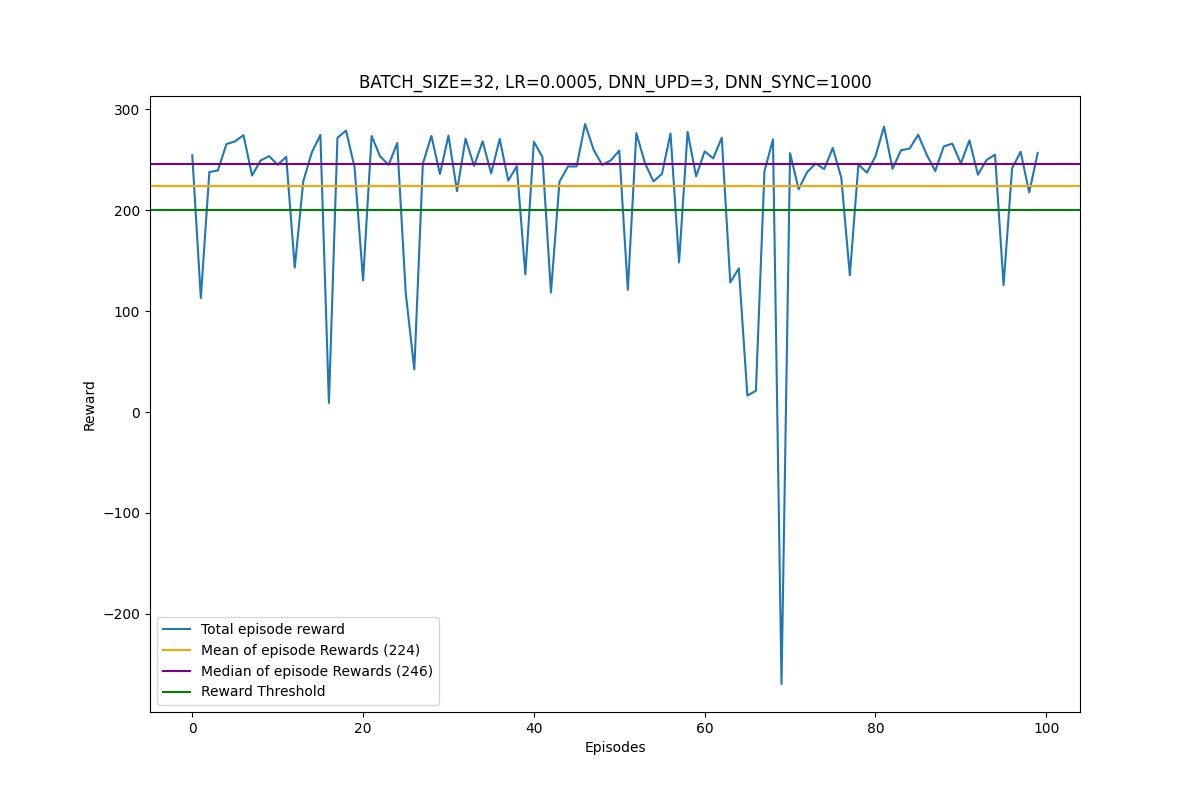 BATCH_SIZE=32, LR=0.0005, DNN_UPD=3, DNN_SYNC=1000
300
200
100
0
−100
−200
Reward
Total episode reward
Mean of episode Rewards (224)
Median of episode Rewards (246)
Reward Threshold
0 20 40 60 80 100
Episodes